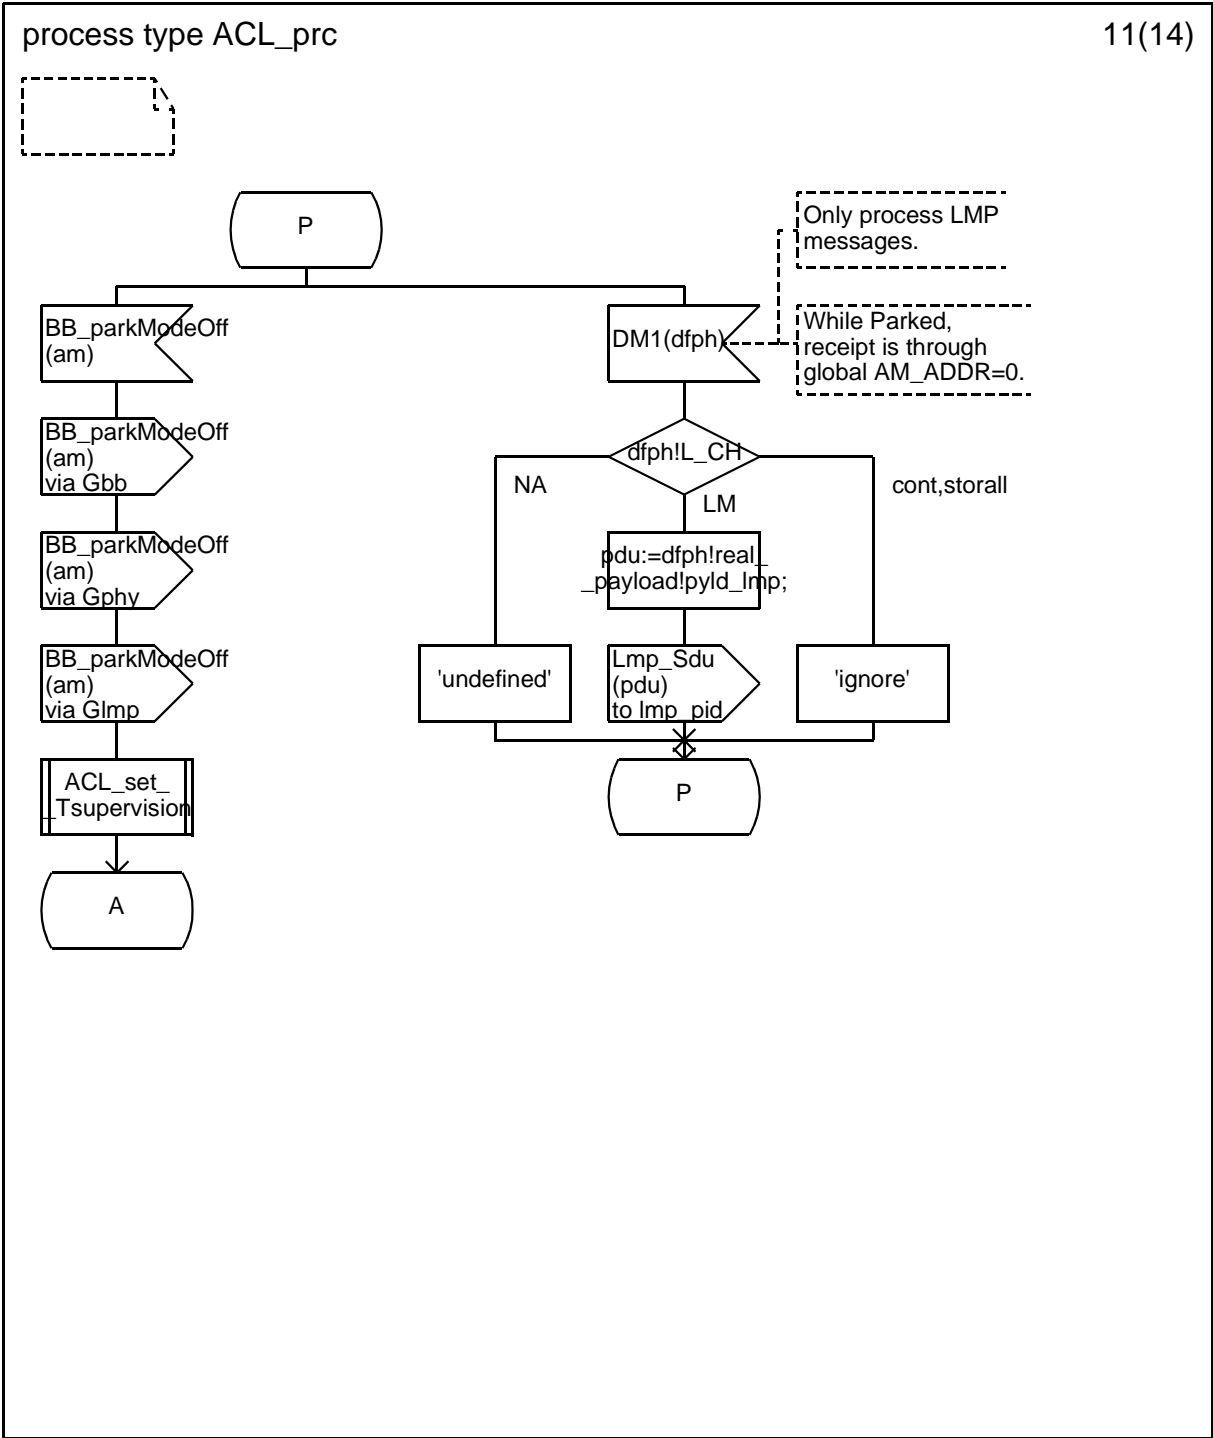 process type ACL_prc
11(14)
P
Only process LMP
messages.
While Parked,
receipt is through
global AM_ADDR=0.
BB_parkModeOff
(am)
DM1(dfph)
BB_parkModeOff
(am)
via Gbb
dfph!L_CH
NA
LM
cont,storall
BB_parkModeOff
(am)
via Gphy
pdu:=dfph!real_
_payload!pyld_lmp;
BB_parkModeOff
(am)
via Glmp
'undefined'
Lmp_Sdu
(pdu)
to lmp_pid
'ignore'
ACL_set_
_Tsupervision
P
A